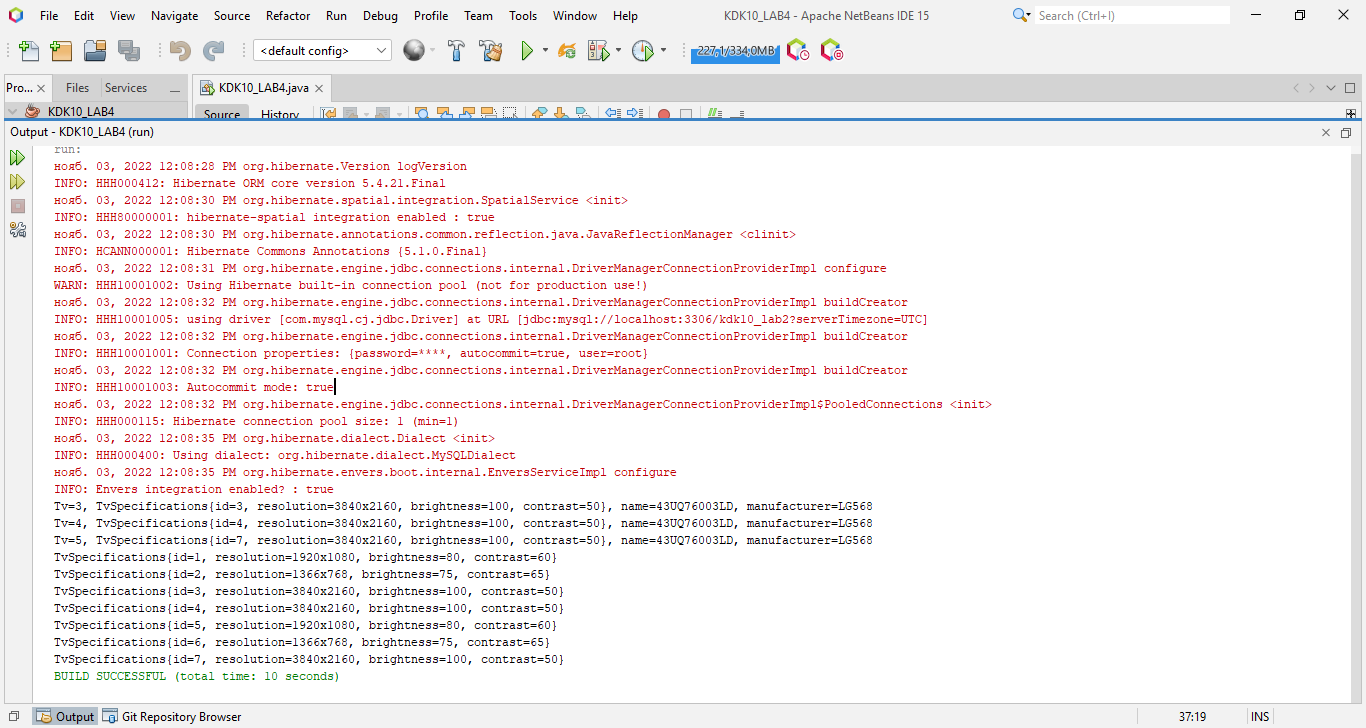 File Edit View Navigate Source Refactor Run Debug Profile Team Tools Window Help KDK10_LAB4 - Apache NetBeans IDE 15 Search (Ctrl+I)
<default config> 227,1/334,0MB
Pro... Files Services KDK10_LAB4.java
KDK10_LAB4 Source History
Output - KDK10_LAB4 (run)
run:
нояб. 03, 2022 12:08:28 PM org.hibernate.Version logVersion
INFO: HHH000412: Hibernate ORM core version 5.4.21.Final
нояб. 03, 2022 12:08:30 PM org.hibernate.spatial.integration.SpatialService <init>
INFO: HHH80000001: hibernate-spatial integration enabled : true
нояб. 03, 2022 12:08:30 PM org.hibernate.annotations.common.reflection.java.JavaReflectionManager <clinit>
INFO: HCANN000001: Hibernate Commons Annotations {5.1.0.Final}
нояб. 03, 2022 12:08:31 PM org.hibernate.engine.jdbc.connections.internal.DriverManagerConnectionProviderImpl configure
WARN: HHH10001002: Using Hibernate built-in connection pool (not for production use!)
нояб. 03, 2022 12:08:32 PM org.hibernate.engine.jdbc.connections.internal.DriverManagerConnectionProviderImpl buildCreator
INFO: HHH10001005: using driver [com.mysql.cj.jdbc.Driver] at URL [jdbc:mysql://localhost:3306/kdk10_lab2?serverTimezone=UTC]
нояб. 03, 2022 12:08:32 PM org.hibernate.engine.jdbc.connections.internal.DriverManagerConnectionProviderImpl buildCreator
INFO: HHH10001001: Connection properties: {password=****, autocommit=true, user=root}
нояб. 03, 2022 12:08:32 PM org.hibernate.engine.jdbc.connections.internal.DriverManagerConnectionProviderImpl buildCreator
INFO: HHH10001003: Autocommit mode: true
нояб. 03, 2022 12:08:32 PM org.hibernate.engine.jdbc.connections.internal.DriverManagerConnectionProviderImpl$PooledConnections <init>
INFO: HHH000115: Hibernate connection pool size: 1 (min=1)
нояб. 03, 2022 12:08:35 PM org.hibernate.dialect.Dialect <init>
INFO: HHH000400: Using dialect: org.hibernate.dialect.MySQLDialect
нояб. 03, 2022 12:08:35 PM org.hibernate.envers.boot.internal.EnversServiceImpl configure
INFO: Envers integration enabled? : true
Tv=3, TvSpecifications{id=3, resolution=3840x2160, brightness=100, contrast=50}, name=43UQ76003LD, manufacturer=LG568
Tv=4, TvSpecifications{id=4, resolution=3840x2160, brightness=100, contrast=50}, name=43UQ76003LD, manufacturer=LG568
Tv=5, TvSpecifications{id=7, resolution=3840x2160, brightness=100, contrast=50}, name=43UQ76003LD, manufacturer=LG568
TvSpecifications{id=1, resolution=1920x1080, brightness=80, contrast=60}
TvSpecifications{id=2, resolution=1366x768, brightness=75, contrast=65}
TvSpecifications{id=3, resolution=3840x2160, brightness=100, contrast=50}
TvSpecifications{id=4, resolution=3840x2160, brightness=100, contrast=50}
TvSpecifications{id=5, resolution=1920x1080, brightness=80, contrast=60}
TvSpecifications{id=6, resolution=1366x768, brightness=75, contrast=65}
TvSpecifications{id=7, resolution=3840x2160, brightness=100, contrast=50}
BUILD SUCCESSFUL (total time: 10 seconds)
Output Git Repository Browser 37:19 INS